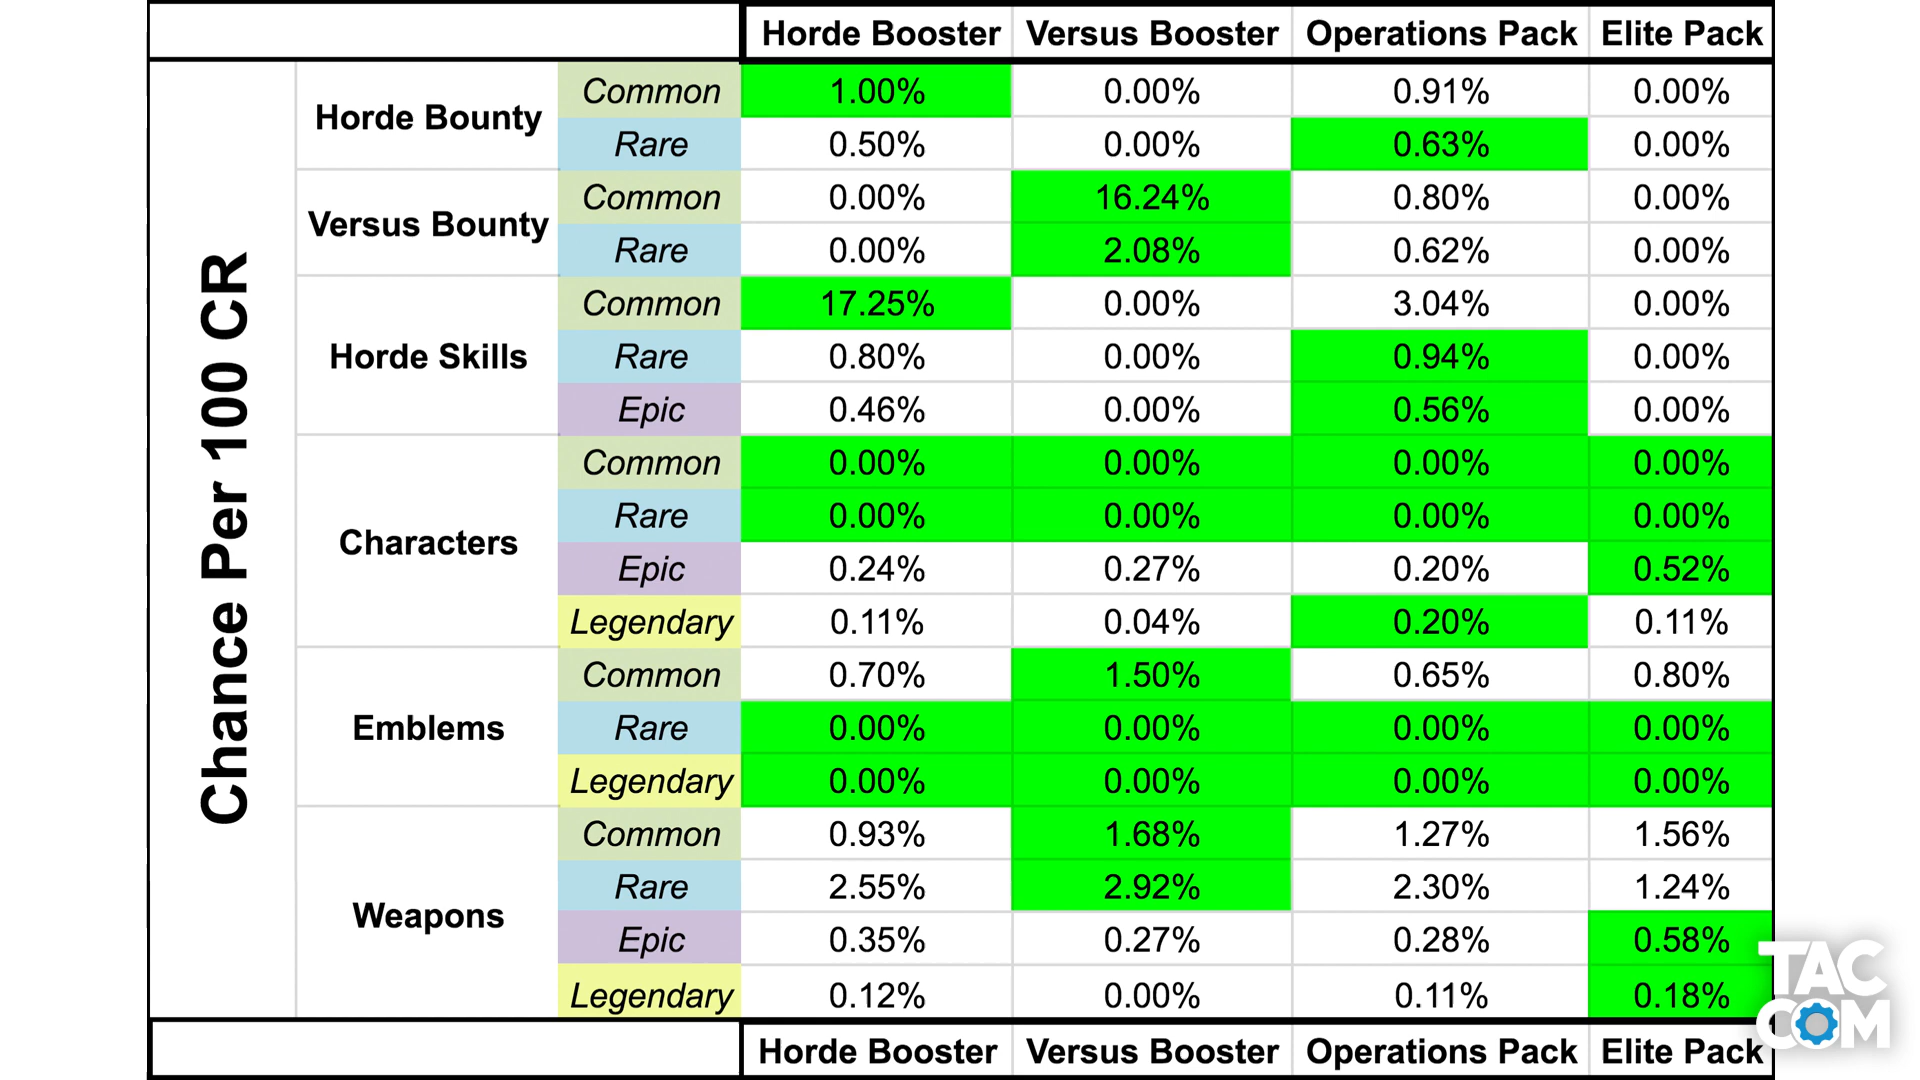 Horde Booster Versus Booster Operations Pack Elite Pack
Chance Per 100 CR
Horde Bounty
Common 1.00% 0.00% 0.91% 0.00%
Rare 0.50% 0.00% 0.63% 0.00%
Versus Bounty
Common 0.00% 16.24% 0.80% 0.00%
Rare 0.00% 2.08% 0.62% 0.00%
Horde Skills
Common 17.25% 0.00% 3.04% 0.00%
Rare 0.80% 0.00% 0.94% 0.00%
Epic 0.46% 0.00% 0.56% 0.00%
Characters
Common 0.00% 0.00% 0.00% 0.00%
Rare 0.00% 0.00% 0.00% 0.00%
Epic 0.24% 0.27% 0.20% 0.52%
Legendary 0.11% 0.04% 0.20% 0.11%
Emblems
Common 0.70% 1.50% 0.65% 0.80%
Rare 0.00% 0.00% 0.00% 0.00%
Legendary 0.00% 0.00% 0.00% 0.00%
Weapons
Common 0.93% 1.68% 1.27% 1.56%
Rare 2.55% 2.92% 2.30% 1.24%
Epic 0.35% 0.27% 0.28% 0.58%
Legendary 0.12% 0.00% 0.11% 0.18%
Horde Booster Versus Booster Operations Pack Elite Pack
TAC
COM